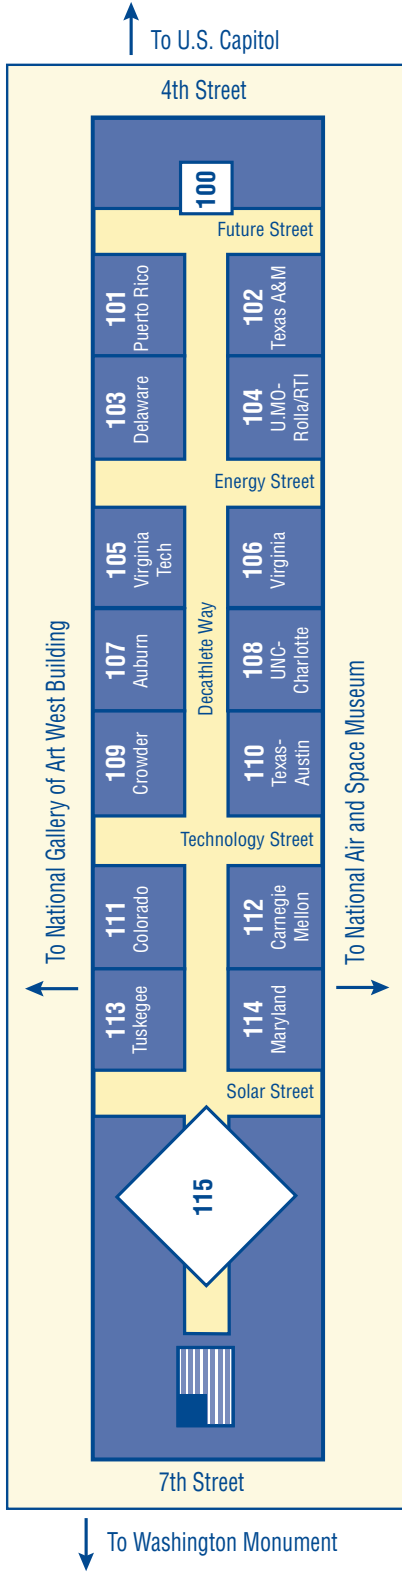 To U.S. Capitol
4th Street
100
Future Street
101
Puerto Rico
102
Texas A&M
103
Delaware
104
U.MO-
Rolla/RTI
Energy Street
105
Virginia
Tech
106
Virginia
107
Auburn
Decathlete Way
108
UNC-
Charlotte
109
Crowder
110
Texas-
Austin
To National Gallery of Art West Building
To National Air and Space Museum
Technology Street
111
Colorado
112
Carnegie
Mellon
113
Tuskegee
114
Maryland
Solar Street
115
7th Street
To Washington Monument